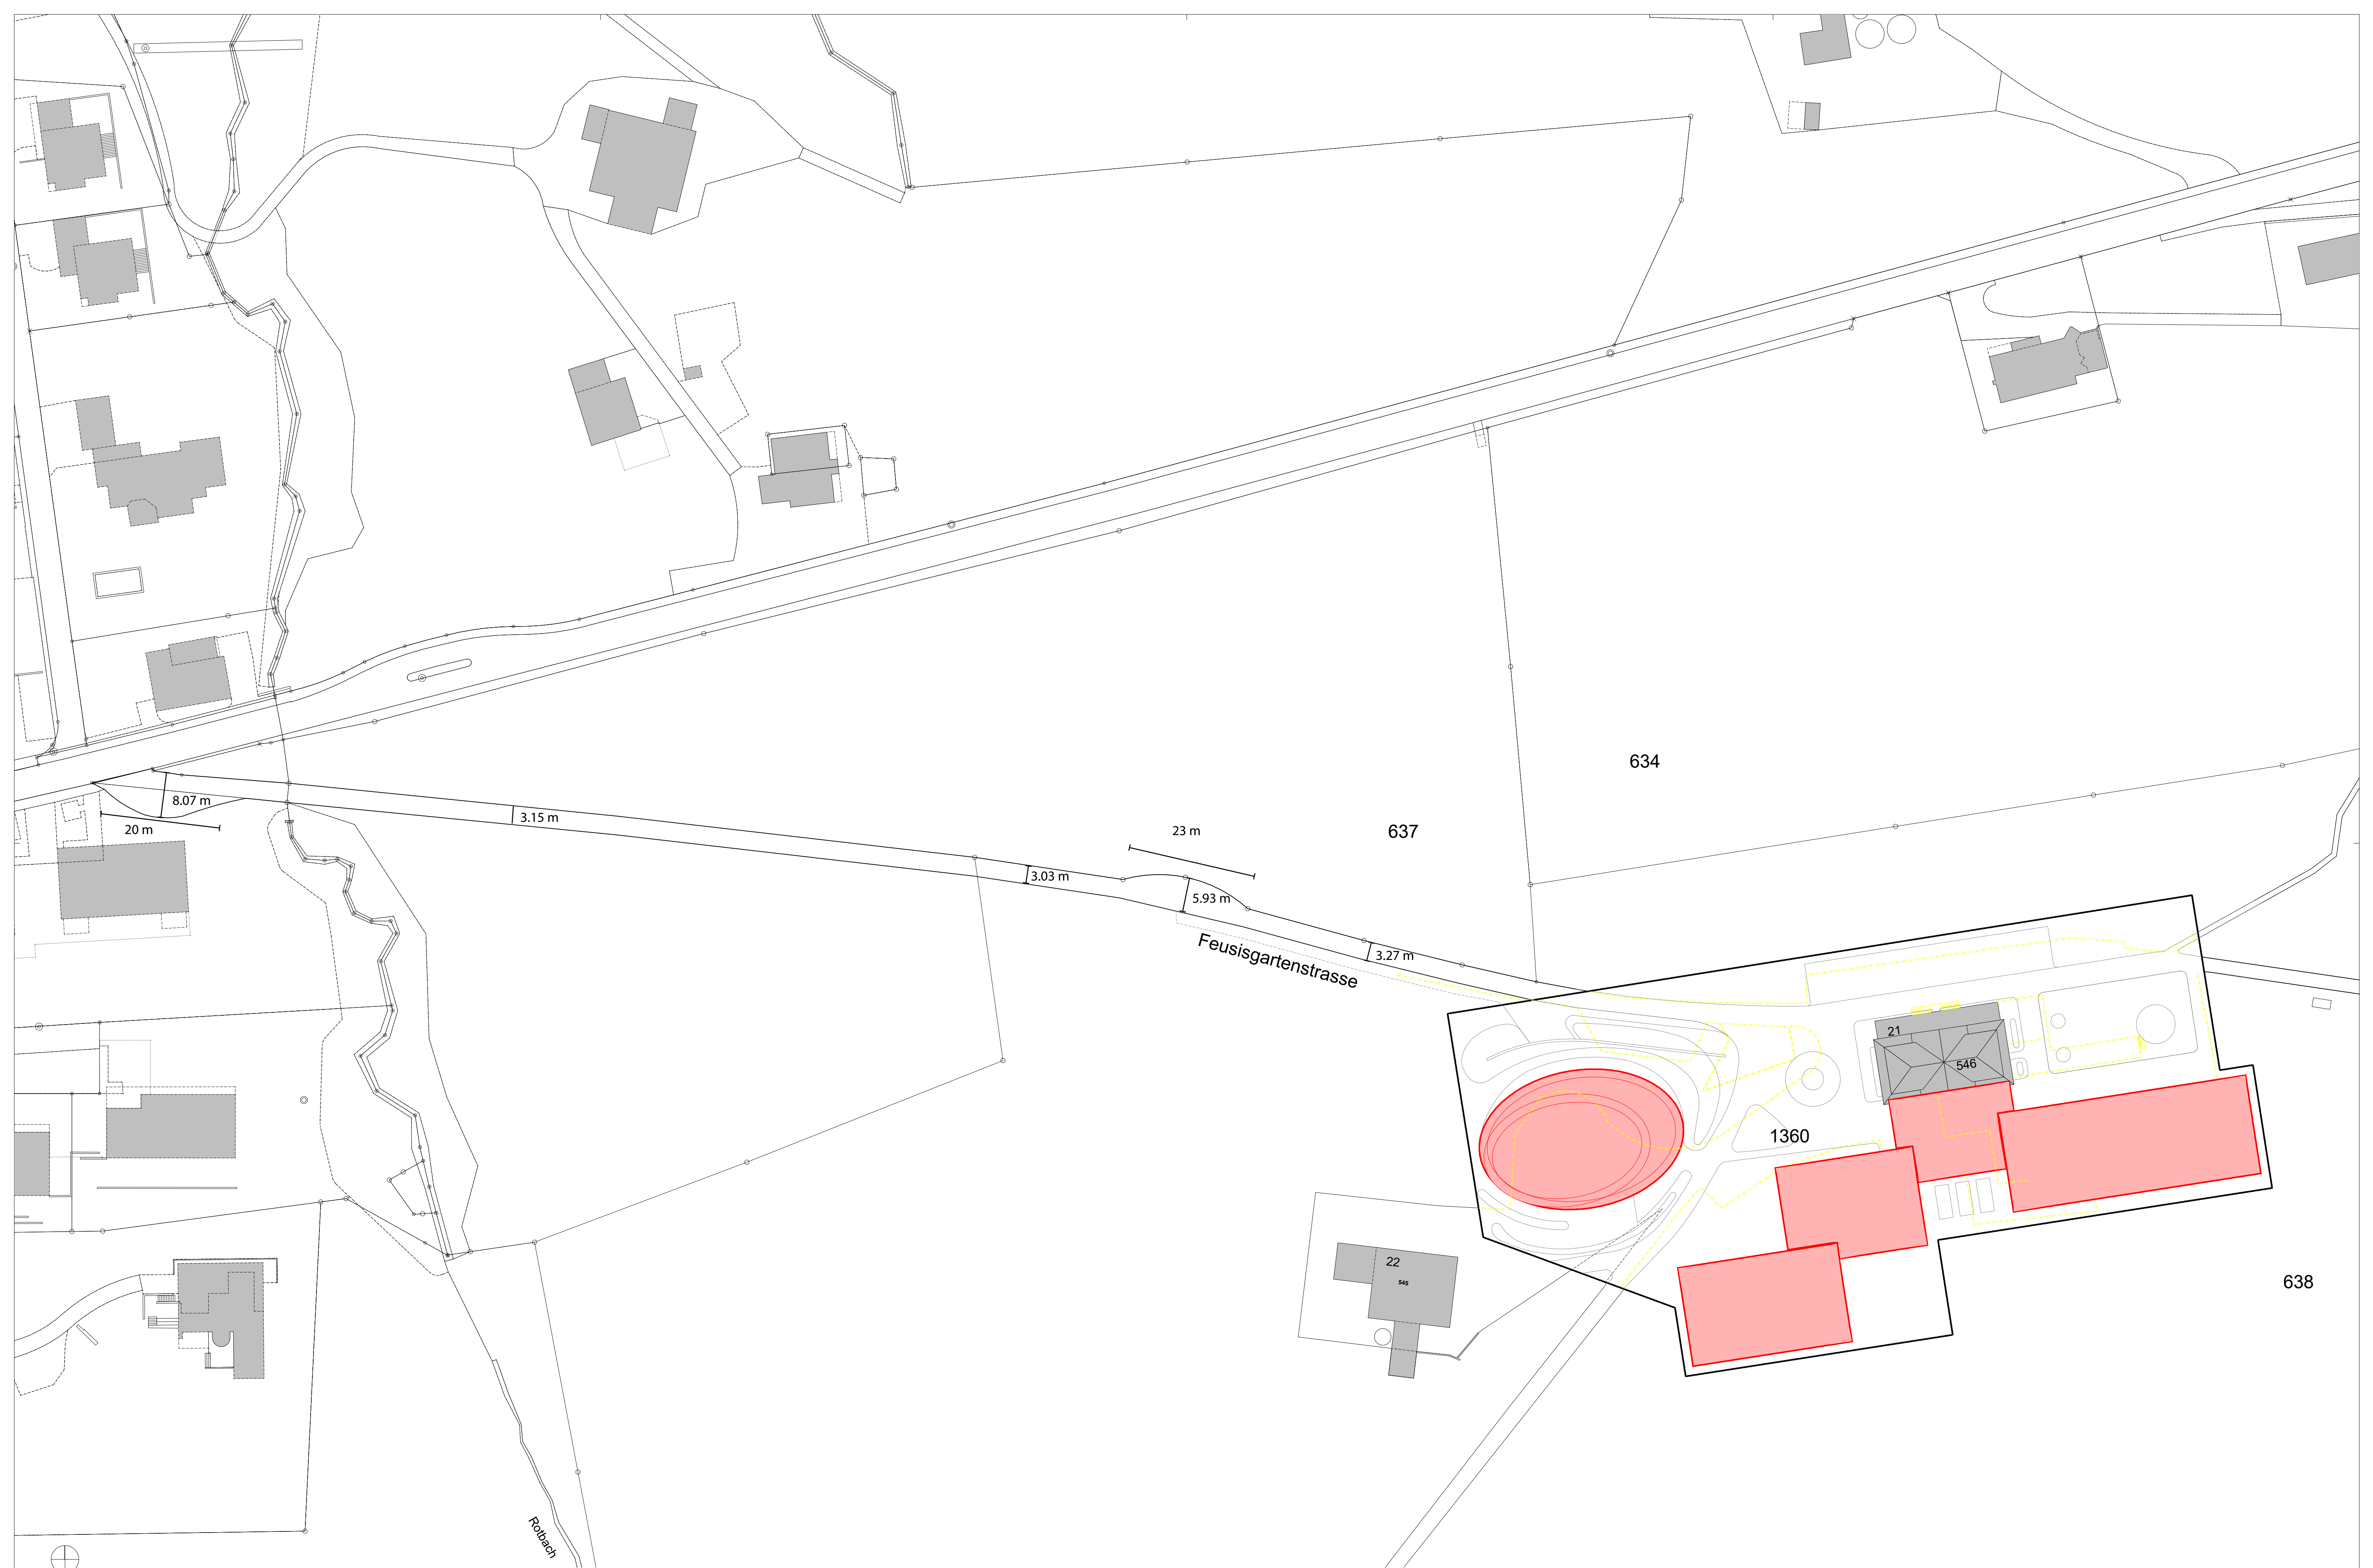 634
8.07 m
20 m
3.15 m
23 m
637
3.03 m
5.93 m
Feusisgartenstrasse
3.27 m
21
546
1360
22
545
638
Rotbach